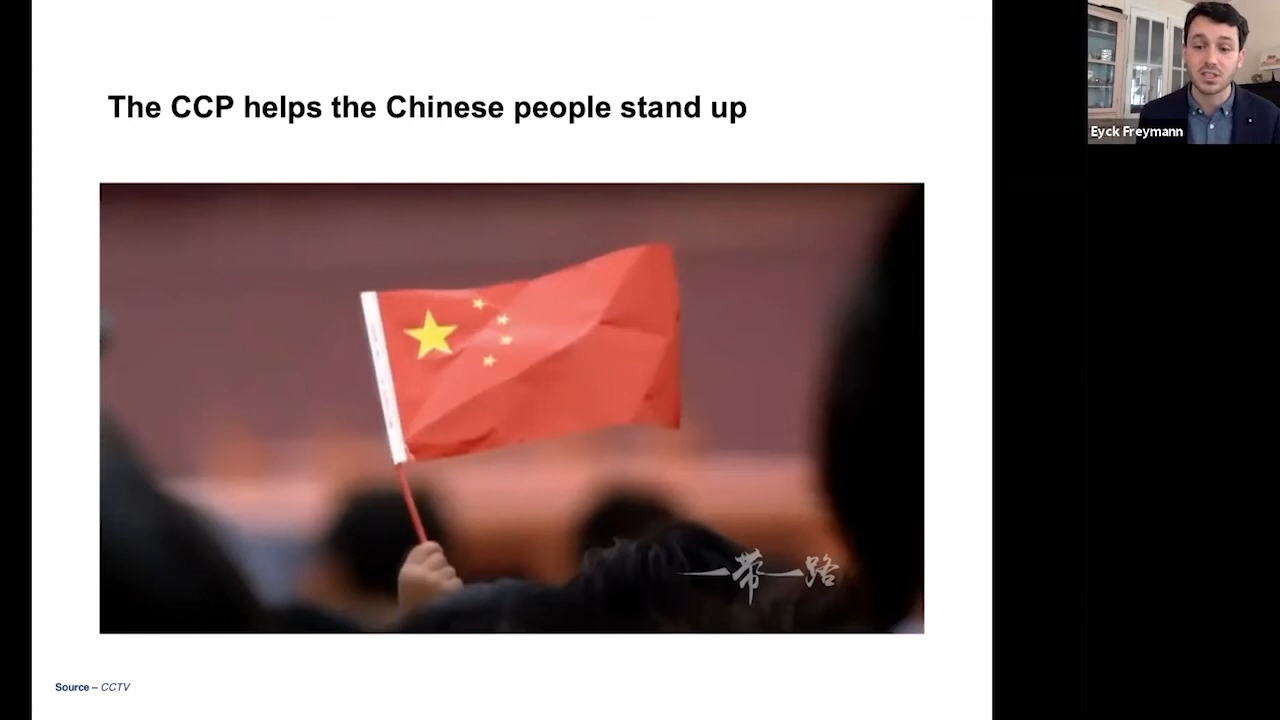 The CCP helps the Chinese people stand up
Eyck Freymann
一带一路
Source – CCTV